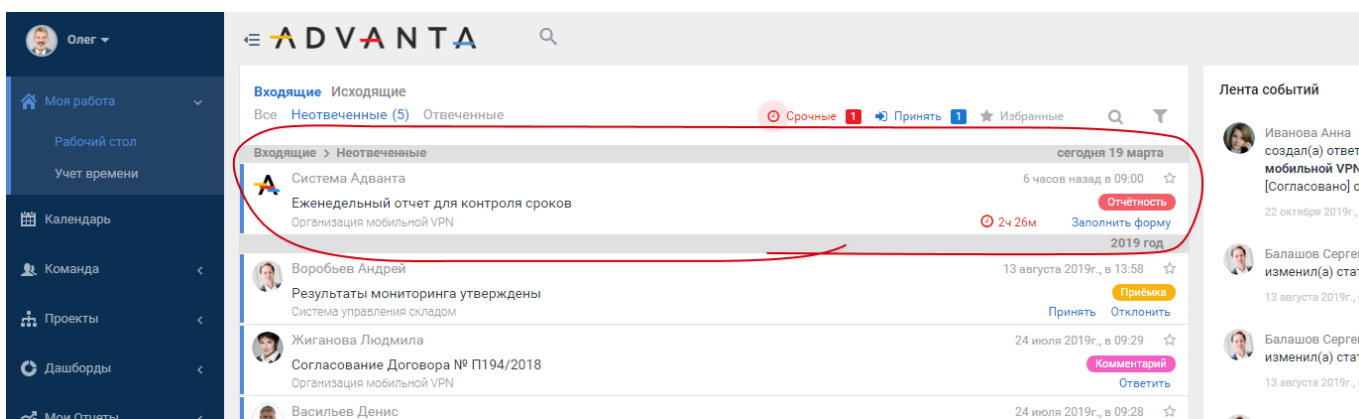 Олег
ADVANTA
Моя работа
Рабочий стол
Учет времени
Календарь
Команда
Проекты
Дашборды
Мои Отчеты
Входящие Исходящие
Все Неотвеченные (5) Отвеченные
Срочные 1 Принять 1 Избранные
Входящие > Неотвеченные сегодня 19 марта
Система Адванта 6 часов назад в 09:00
Еженедельный отчет для контроля сроков Отчётность
Организация мобильной VPN 2ч 26м Заполнить форму
2019 год
Воробьев Андрей 13 августа 2019г., в 13:58
Результаты мониторинга утверждены Приёмка
Система управления складом Принять Отклонить
Жиганова Людмила 24 июля 2019г., в 09:29
Согласование Договора № П194/2018 Комментарий
Организация мобильной VPN Ответить
Васильев Денис 24 июля 2019г., в 09:28
Лента событий
Иванова Анна
создал(а) ответ
мобильной VPN
[Согласовано] с
22 октября 2019г.,
Балашов Сергей
изменил(а) стат
13 августа 2019г.,
Балашов Сергей
изменил(а) стат
13 августа 2019г.,